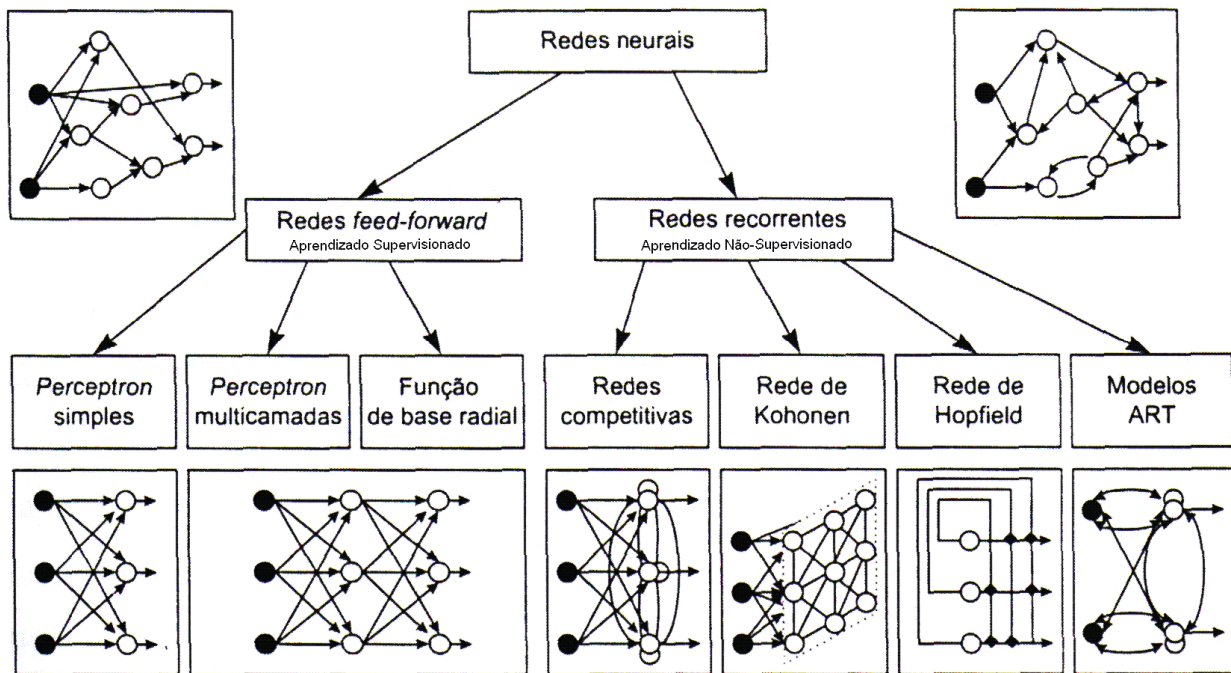 Redes neurais
Redes feed-forward
Aprendizado Supervisionado
Redes recorrentes
Aprendizado Não-Supervisionado
Perceptron
simples
Perceptron
multicamadas
Função
de base radial
Redes
competitivas
Rede de
Kohonen
Rede de
Hopfield
Modelos
ART